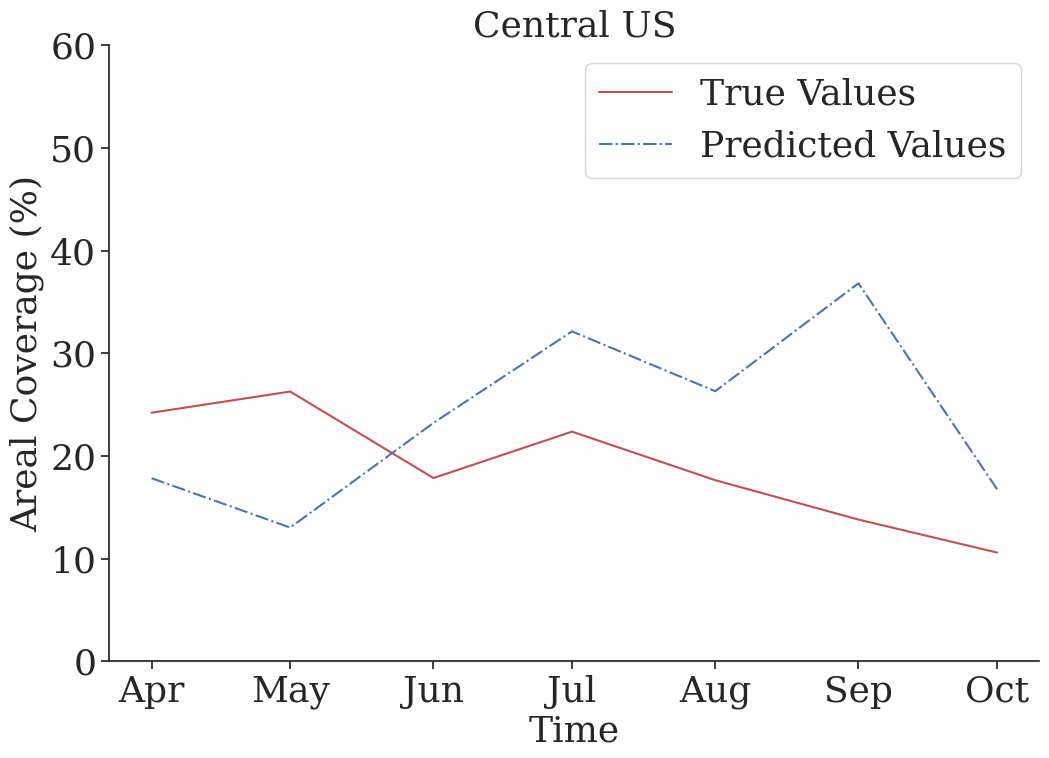 Central US
True Values
Predicted Values
Areal Coverage (%)
60
50
40
30
20
10
0
Apr May Jun Jul Aug Sep Oct
Time